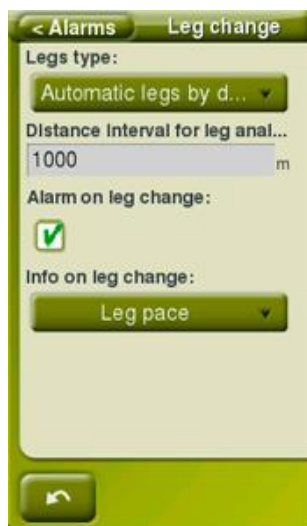 < Alarms Leg change
Legs type:
Automatic legs by d...
Distance Interval for leg anal...
1000 m
Alarm on leg change:
Info on leg change:
Leg pace